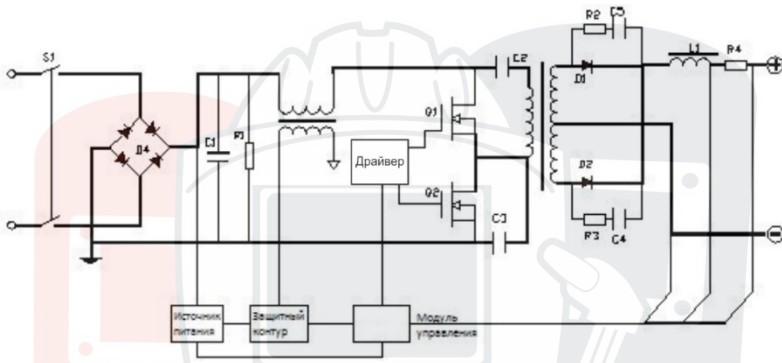 S1
D4
C1
R1
Драйвер
Q1
Q2
C2
C3
R2
C5
D1
D2
R3
C4
L1
R4
+
−
Источник
питания
Защитный
контур
Модуль
управления